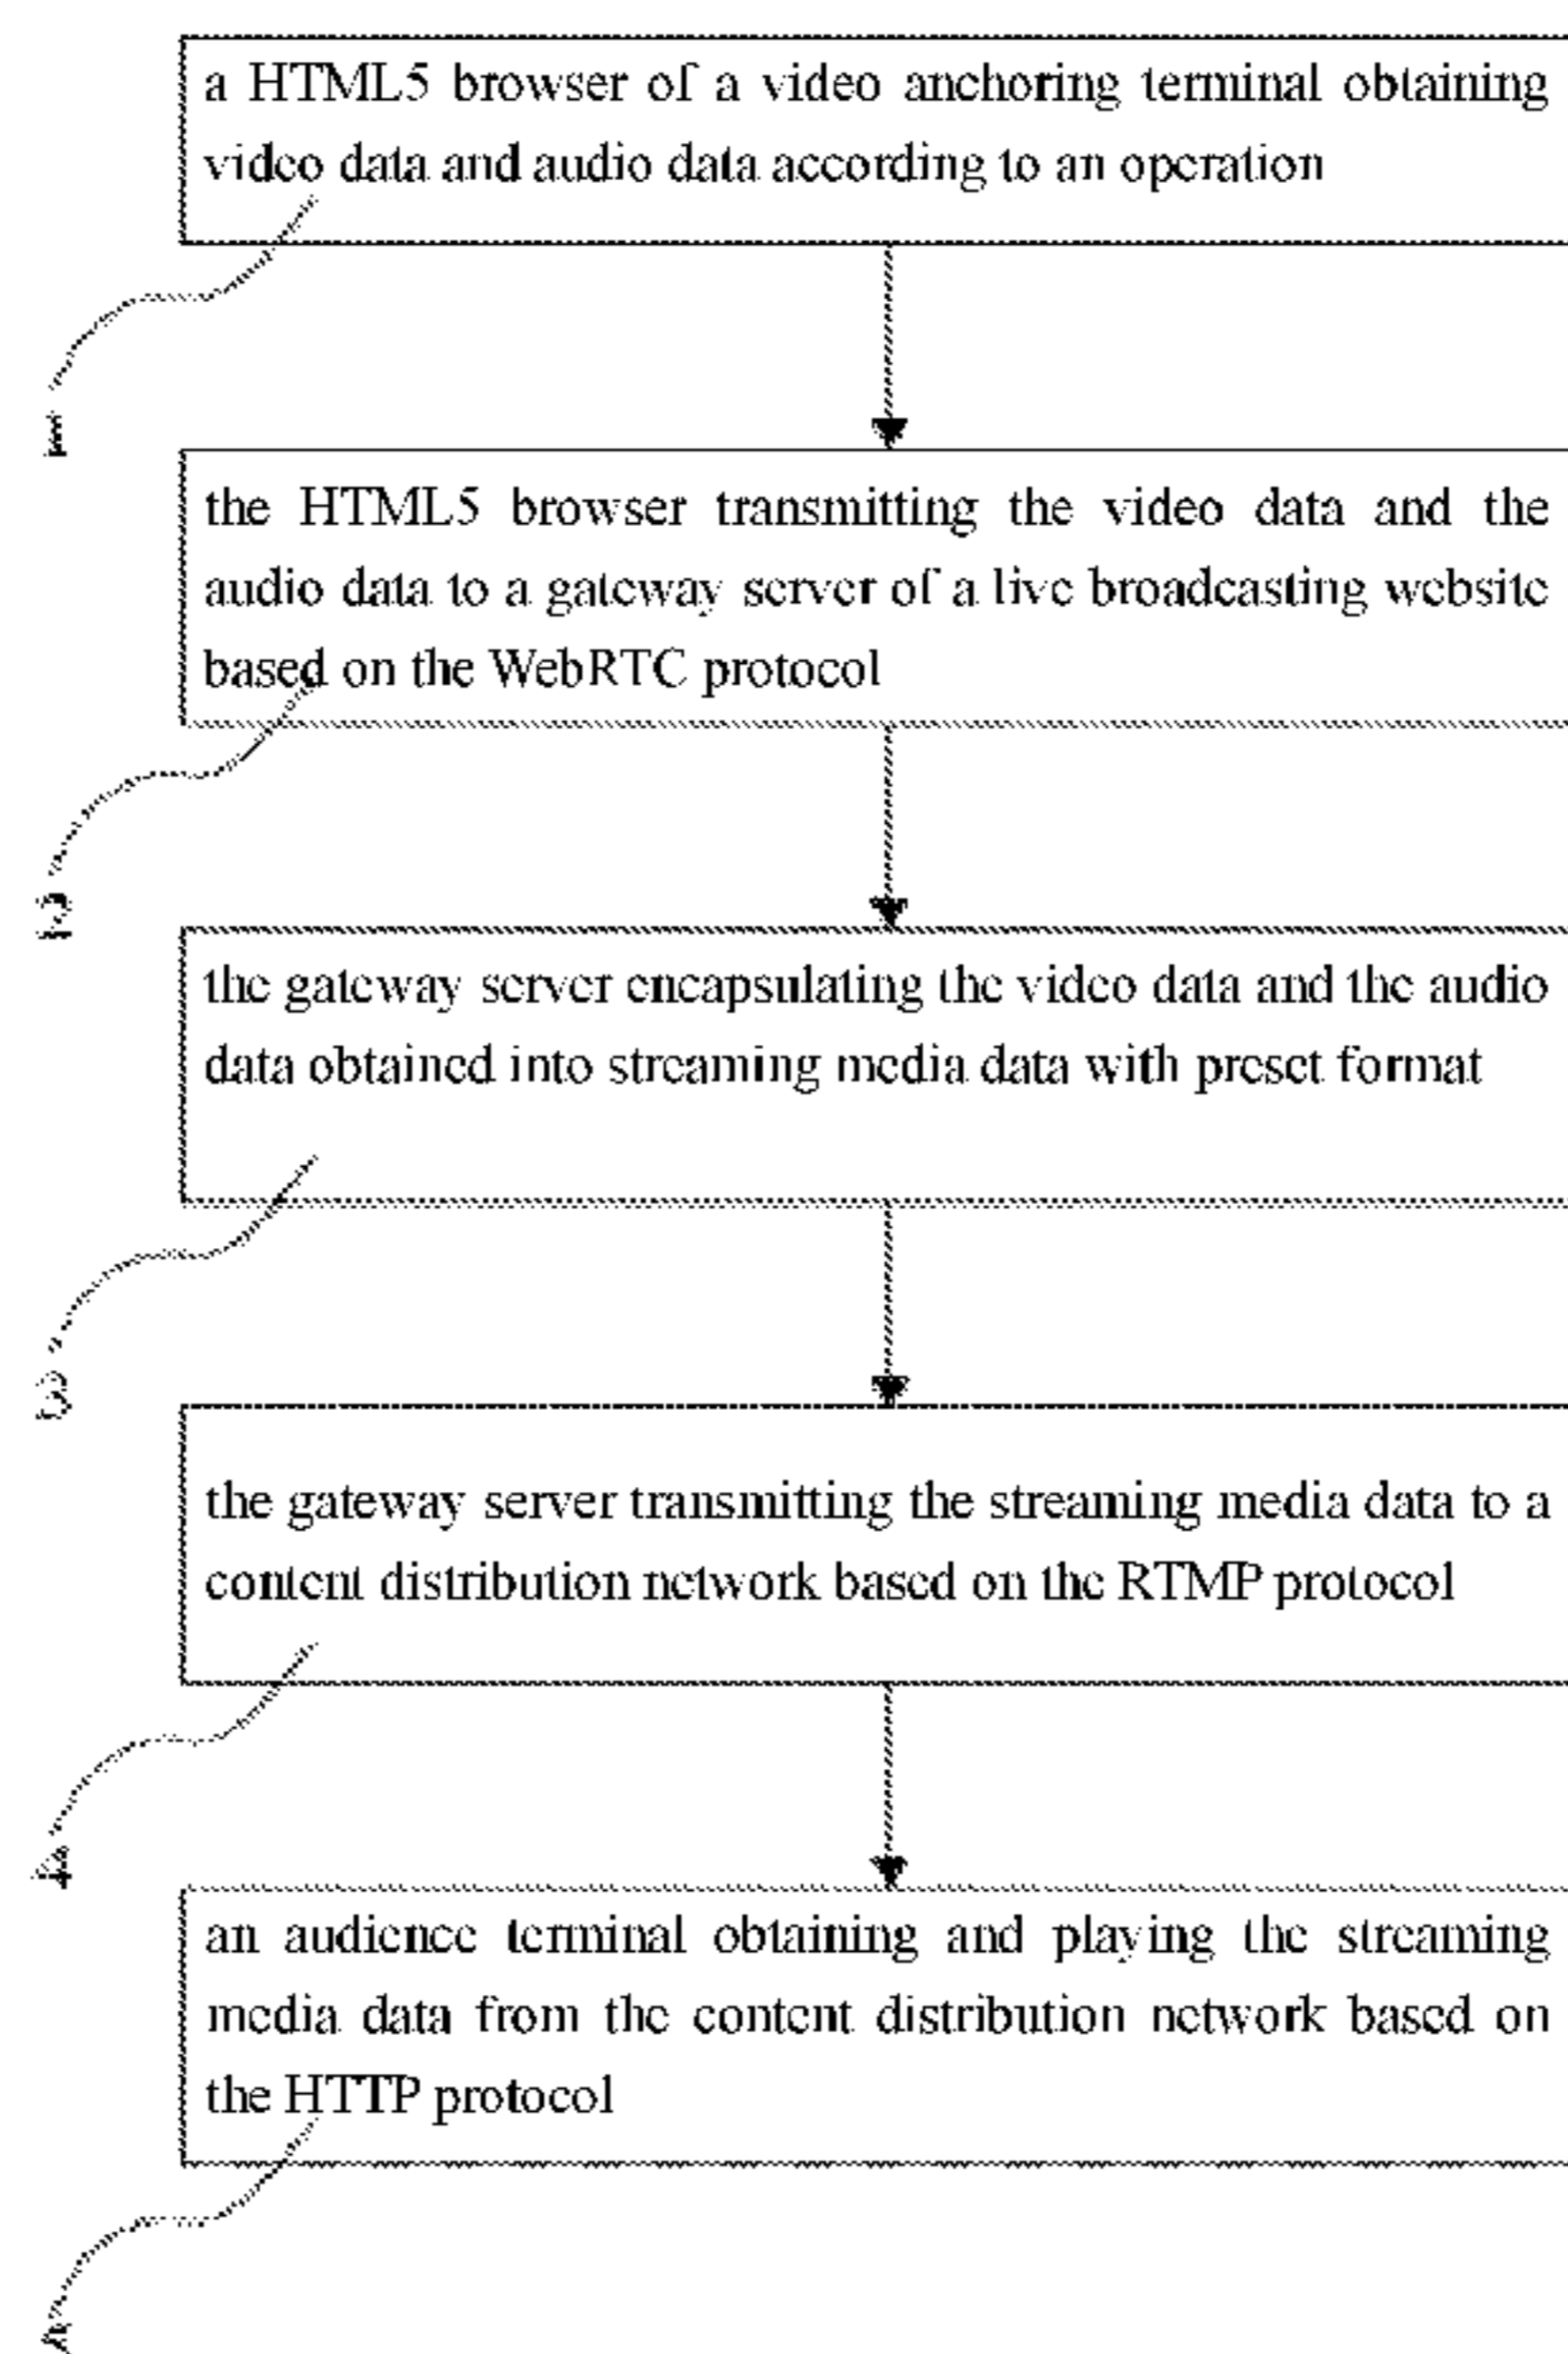 a HTML5 browser of a video anchoring terminal obtaining
video data and audio data according to an operation
1
the HTML5 browser transmitting the video data and the
audio data to a gateway server of a live broadcasting website
based on the WebRTC protocol
2
the gateway server encapsulating the video data and the audio
data obtained into streaming media data with preset format
3
the gateway server transmitting the streaming media data to a
content distribution network based on the RTMP protocol
4
an audience terminal obtaining and playing the streaming
media data from the content distribution network based on
the HTTP protocol